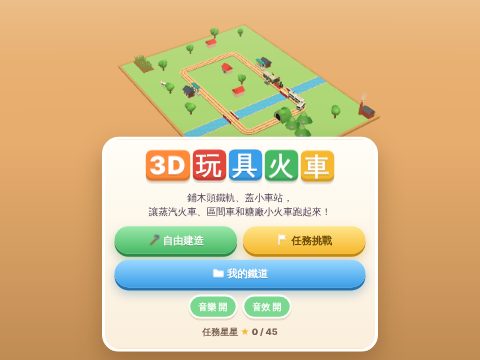 3D玩具火車
鋪木頭鐵軌、蓋小車站，
讓蒸汽火車、區間車和糖廠小火車跑起來！
自由建造
任務挑戰
我的鐵道
音樂 開
音效 開
任務星星 ★ 0 / 45